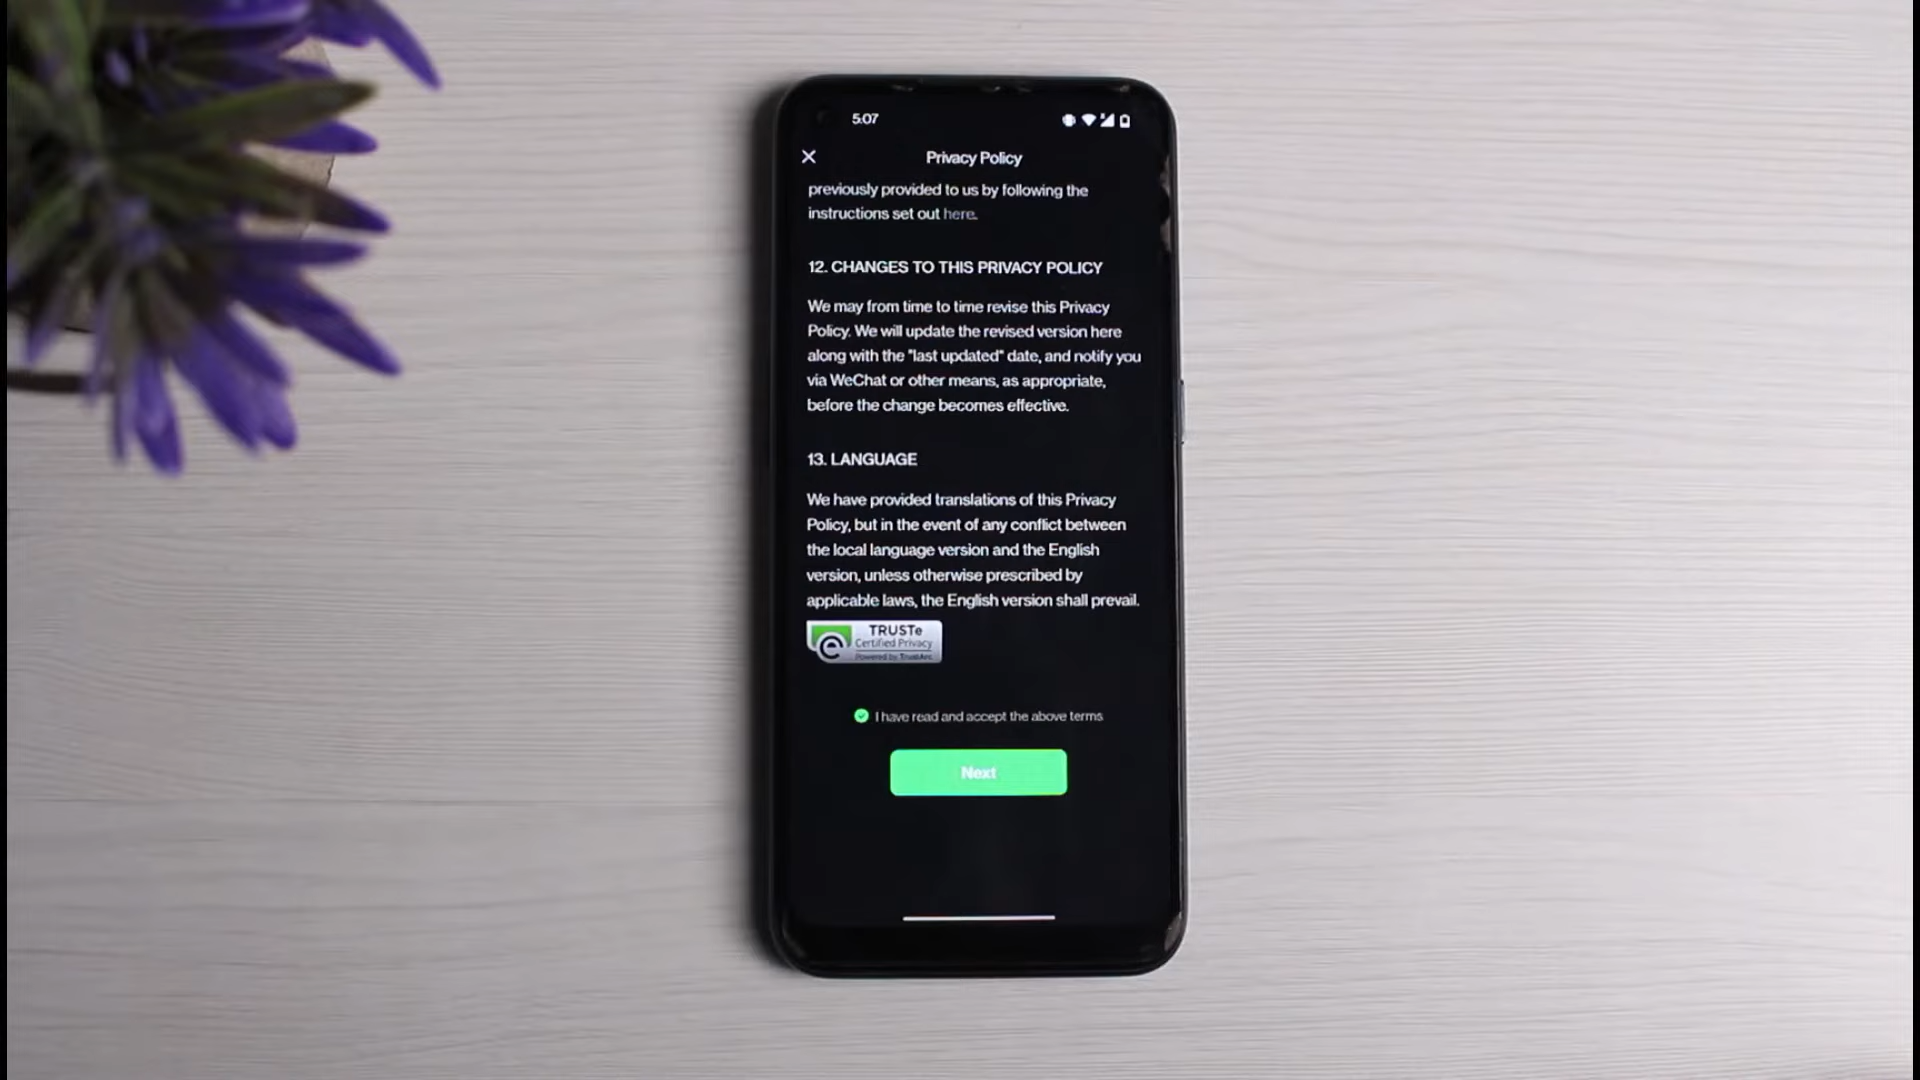 5:07
Privacy Policy
previously provided to us by following the
instructions set out here.
12. CHANGES TO THIS PRIVACY POLICY
We may from time to time revise this Privacy
Policy. We will update the revised version here
along with the "last updated" date, and notify you
via WeChat or other means, as appropriate,
before the change becomes effective.
13. LANGUAGE
We have provided translations of this Privacy
Policy, but in the event of any conflict between
the local language version and the English
version, unless otherwise prescribed by
applicable laws, the English version shall prevail.
TRUSTe
Certified Privacy
Powered by TrustArc
I have read and accept the above terms
Next